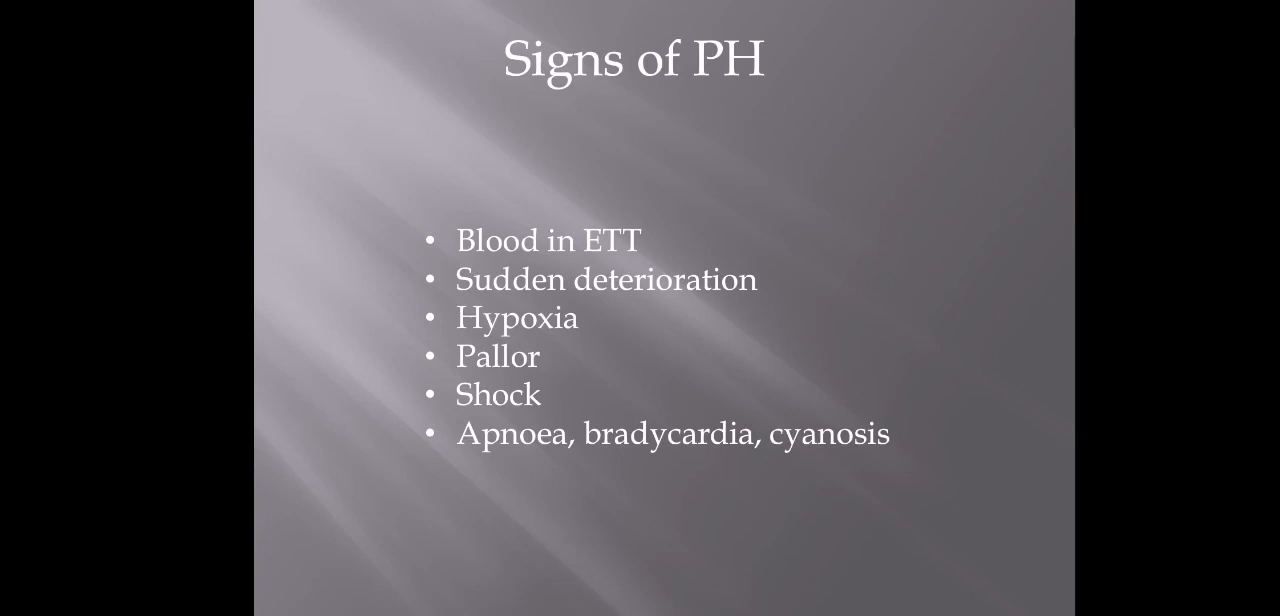 Signs of PH
• Blood in ETT
• Sudden deterioration
• Hypoxia
• Pallor
• Shock
• Apnoea, bradycardia, cyanosis